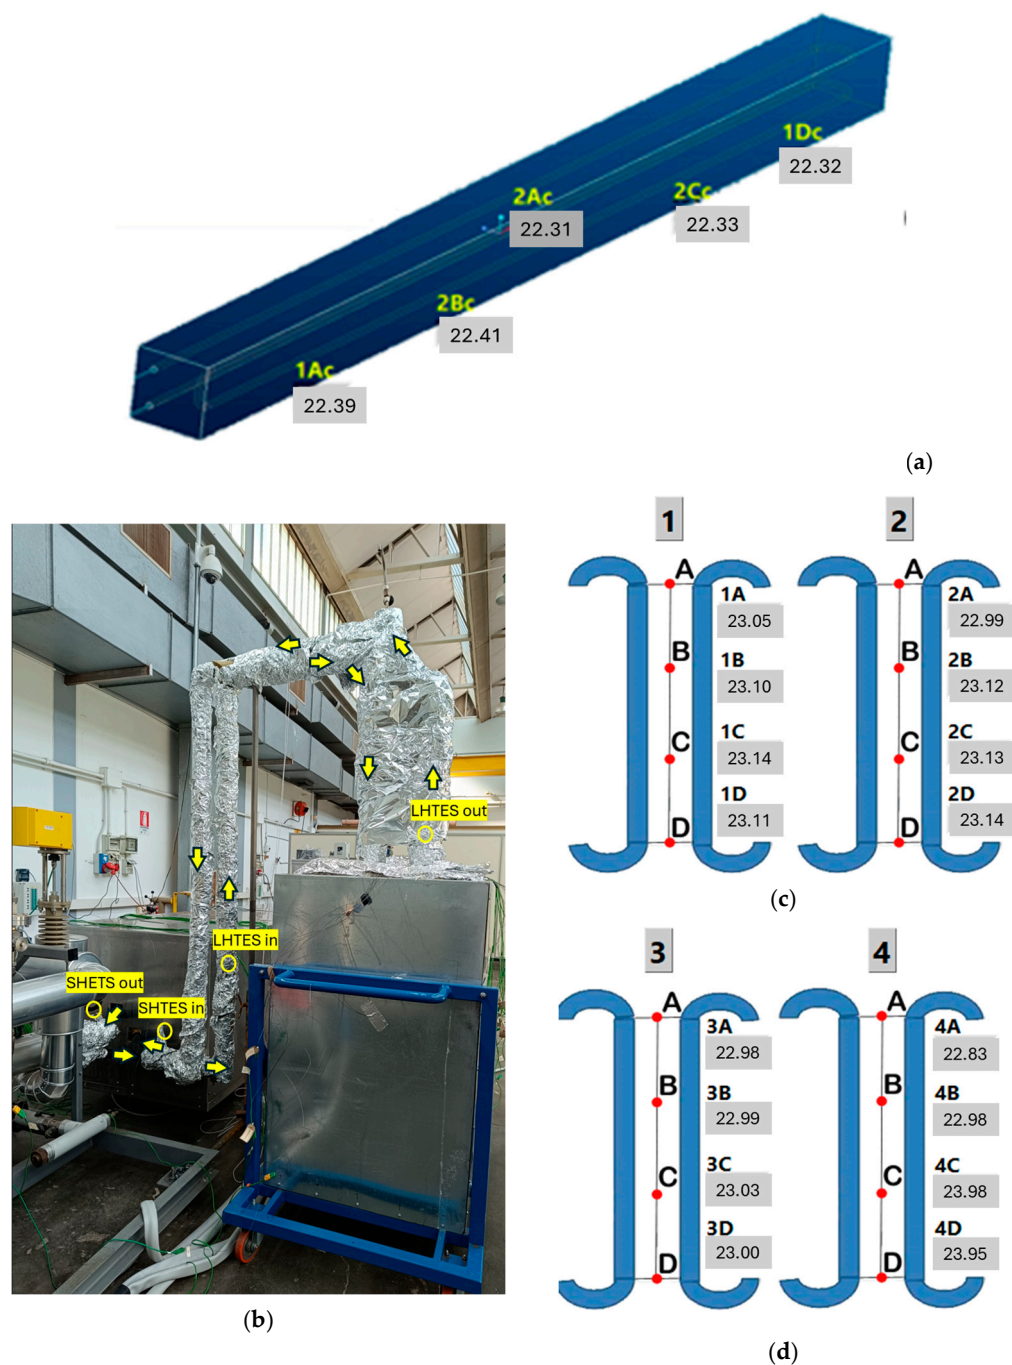 1Dc
22.32
2Ac
22.31
2Cc
22.33
2Bc
22.41
1Ac
22.39
(a)
LHTES out
LHTES in
SHETS out
SHTES in
(b)
1
2
A
1A
23.05
B
1B
23.10
C
1C
23.14
D
1D
23.11
A
2A
22.99
B
2B
23.12
C
2C
23.13
D
2D
23.14
(c)
3
4
A
3A
22.98
B
3B
22.99
C
3C
23.03
D
3D
23.00
A
4A
22.83
B
4B
22.98
C
4C
23.98
D
4D
23.95
(d)